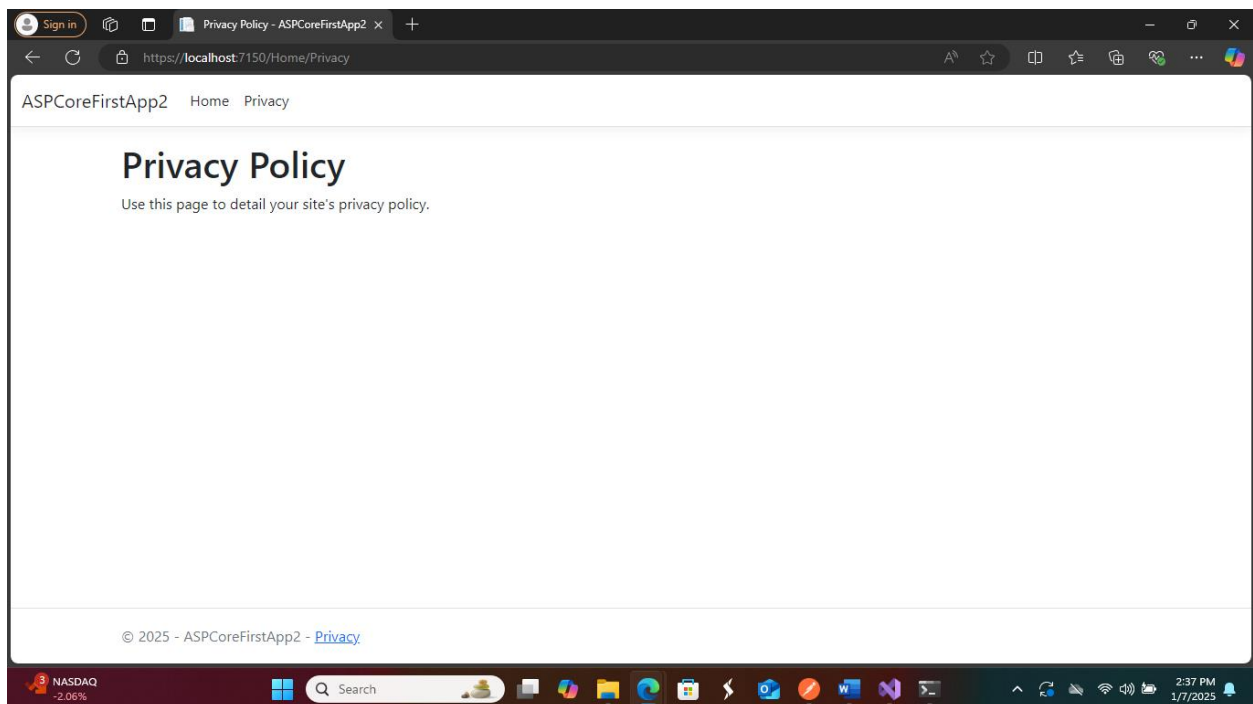 Sign in
Privacy Policy - ASPCoreFirstApp2
https://localhost:7150/Home/Privacy
ASPCoreFirstApp2 Home Privacy
Privacy Policy
Use this page to detail your site's privacy policy.
© 2025 - ASPCoreFirstApp2 - Privacy
3 NASDAQ
-2.06%
Search
2:37 PM
1/7/2025